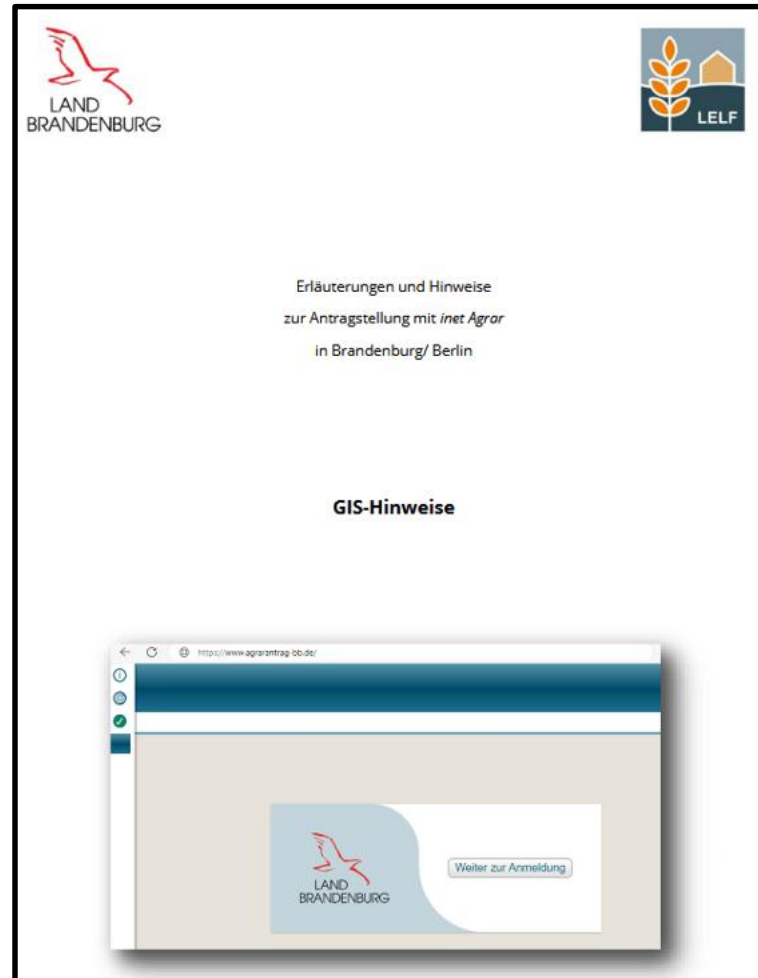 LAND
BRANDENBURG
LELF
Erläuterungen und Hinweise
zur Antragstellung mit inet Agrar
in Brandenburg/ Berlin
GIS-Hinweise
https://www.agrarantrag-bb.de/
LAND
BRANDENBURG
Weiter zur Anmeldung